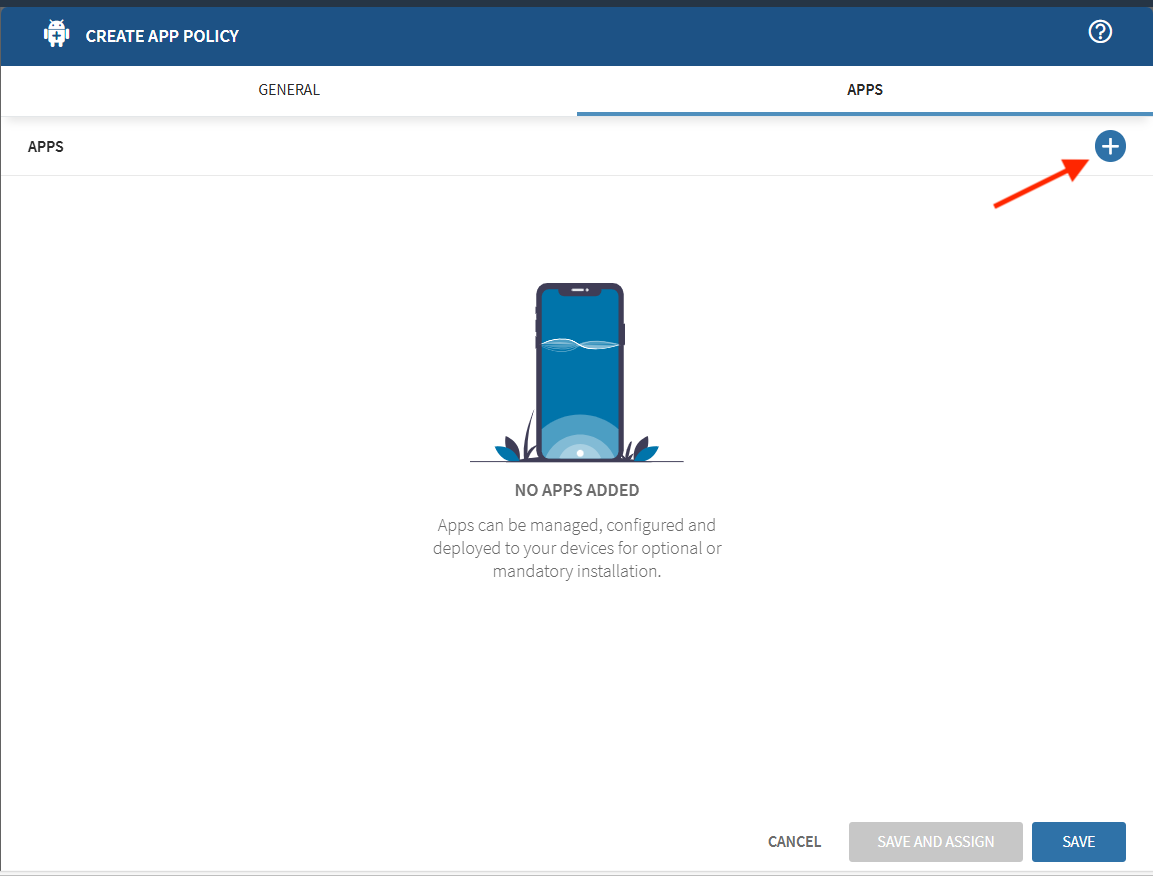 CREATE APP POLICY
GENERAL
APPS
APPS
NO APPS ADDED
Apps can be managed, configured and
deployed to your devices for optional or
mandatory installation.
CANCEL
SAVE AND ASSIGN
SAVE